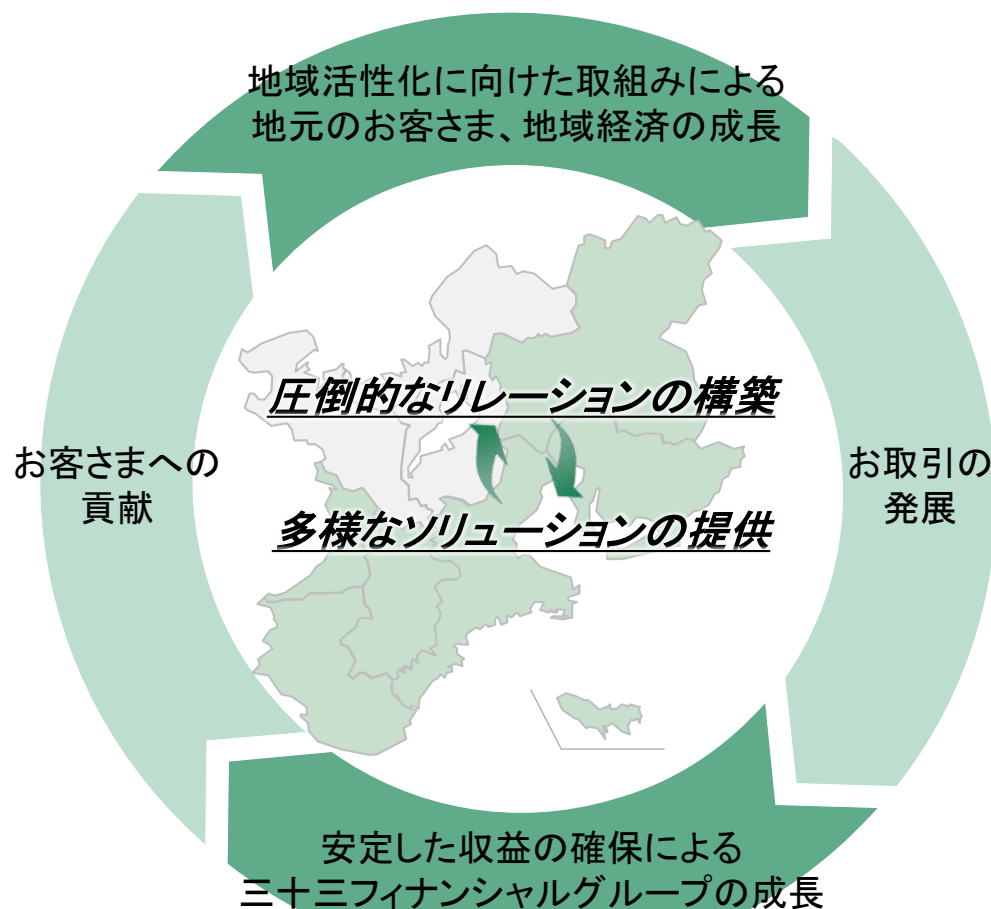 地域活性化に向けた取組みによる
地元のお客さま、地域経済の成長
圧倒的なリレーションの構築
お客さまへの
貢献
お取引の
発展
多様なソリューションの提供
安定した収益の確保による
三十三フィナンシャルグループの成長